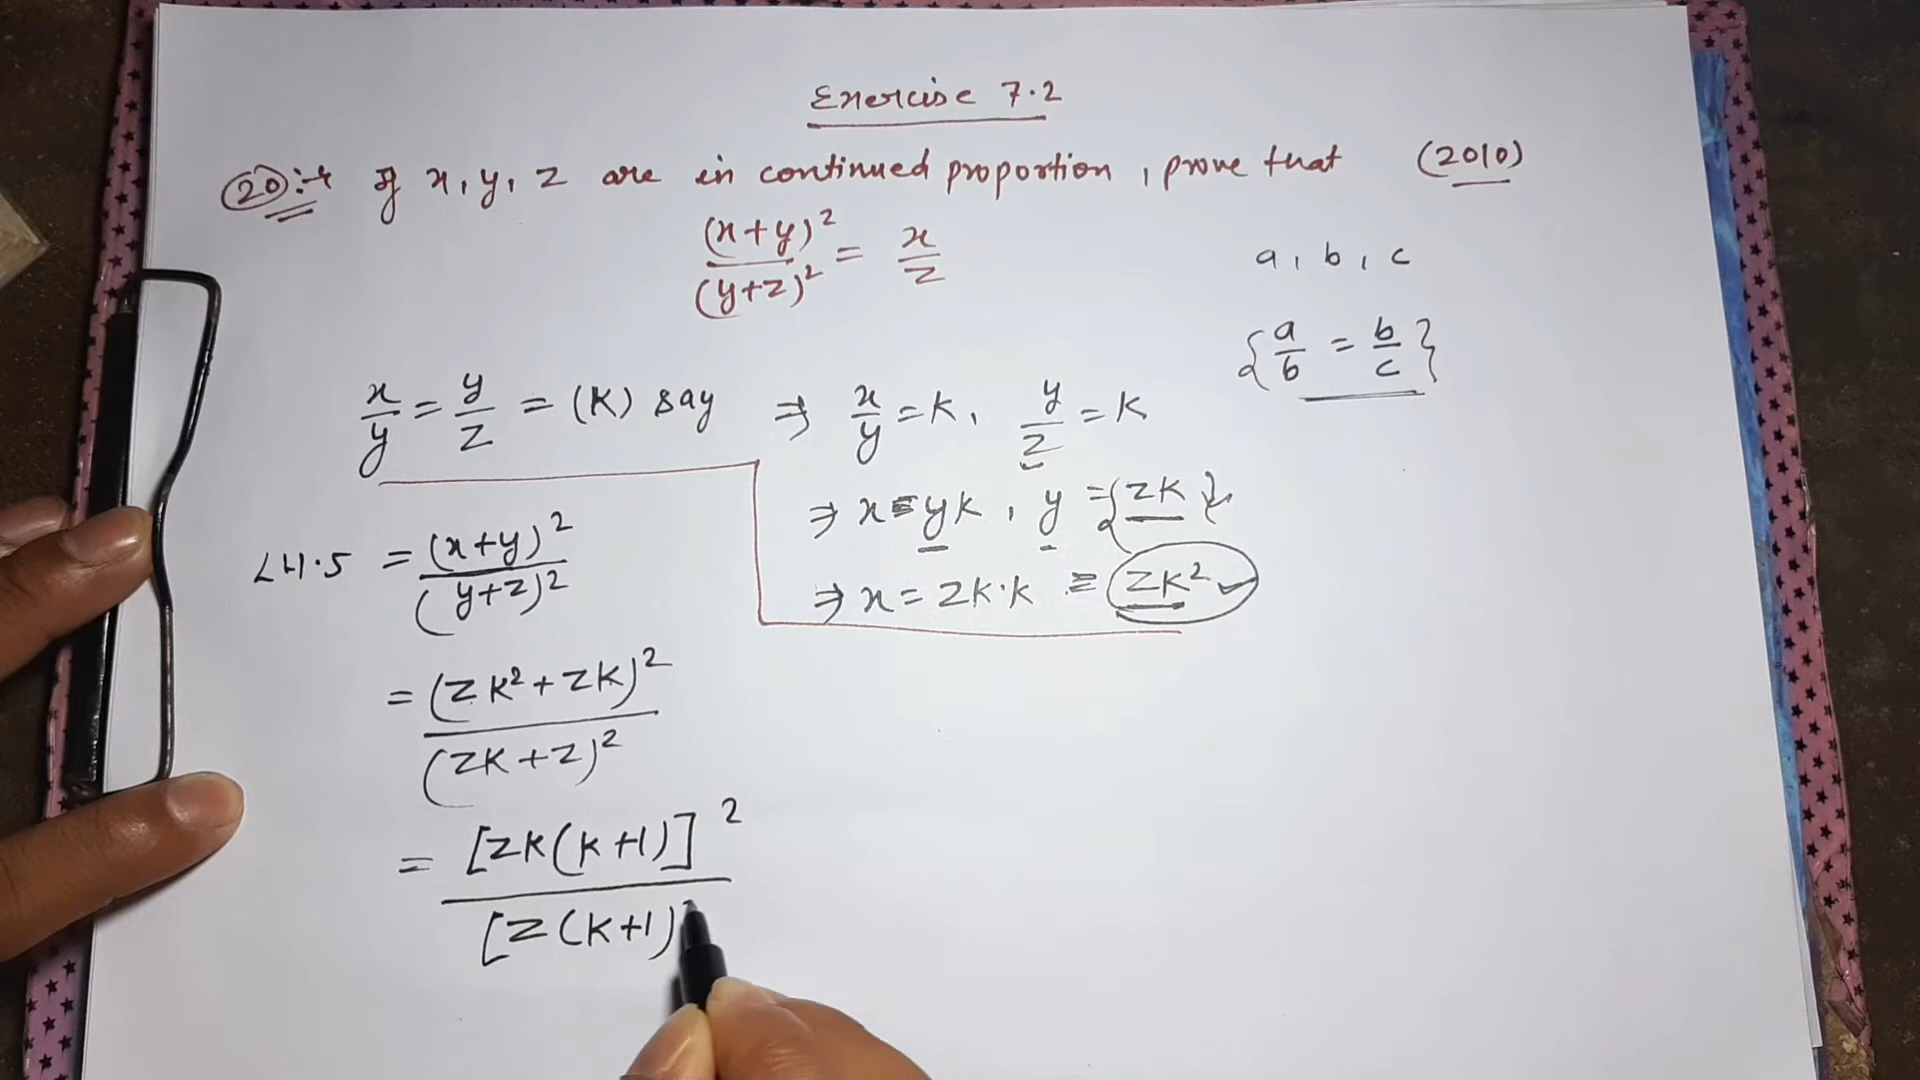 Exercise 7.2
20:→ If x, y, z are in continued proportion, prove that (2010)
(x+y)² / (y+z)² = x/z
a, b, c
{a/b = b/c}
x/y = y/z = (K) say ⇒ x/y = K, y/z = K
⇒ x = yK, y = {zK}
⇒ x = zK·K = zK² ✓
LH.S = (x+y)² / (y+z)²
= (zK²+zK)² / (zK+z)²
= [zK(K+1)]² / [z(K+1)]